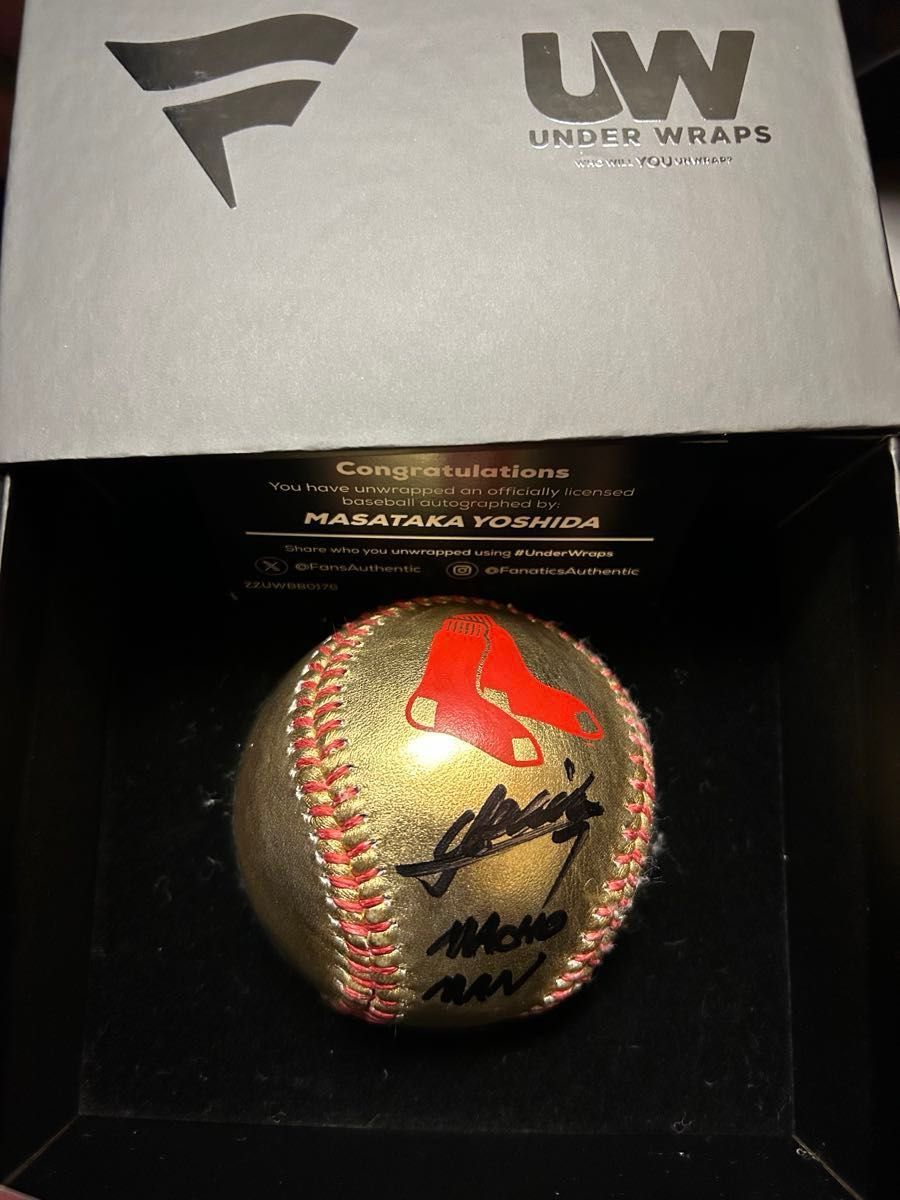 UW
UNDER WRAPS
WHO WILL YOU UNWRAP?
Congratulations
You have unwrapped an officially licensed
baseball autographed by:
MASATAKA YOSHIDA
Share who you unwrapped using #UnderWraps
@FansAuthentic @FanaticsAuthentic
ZZUWBB0176
MACHO
MAN